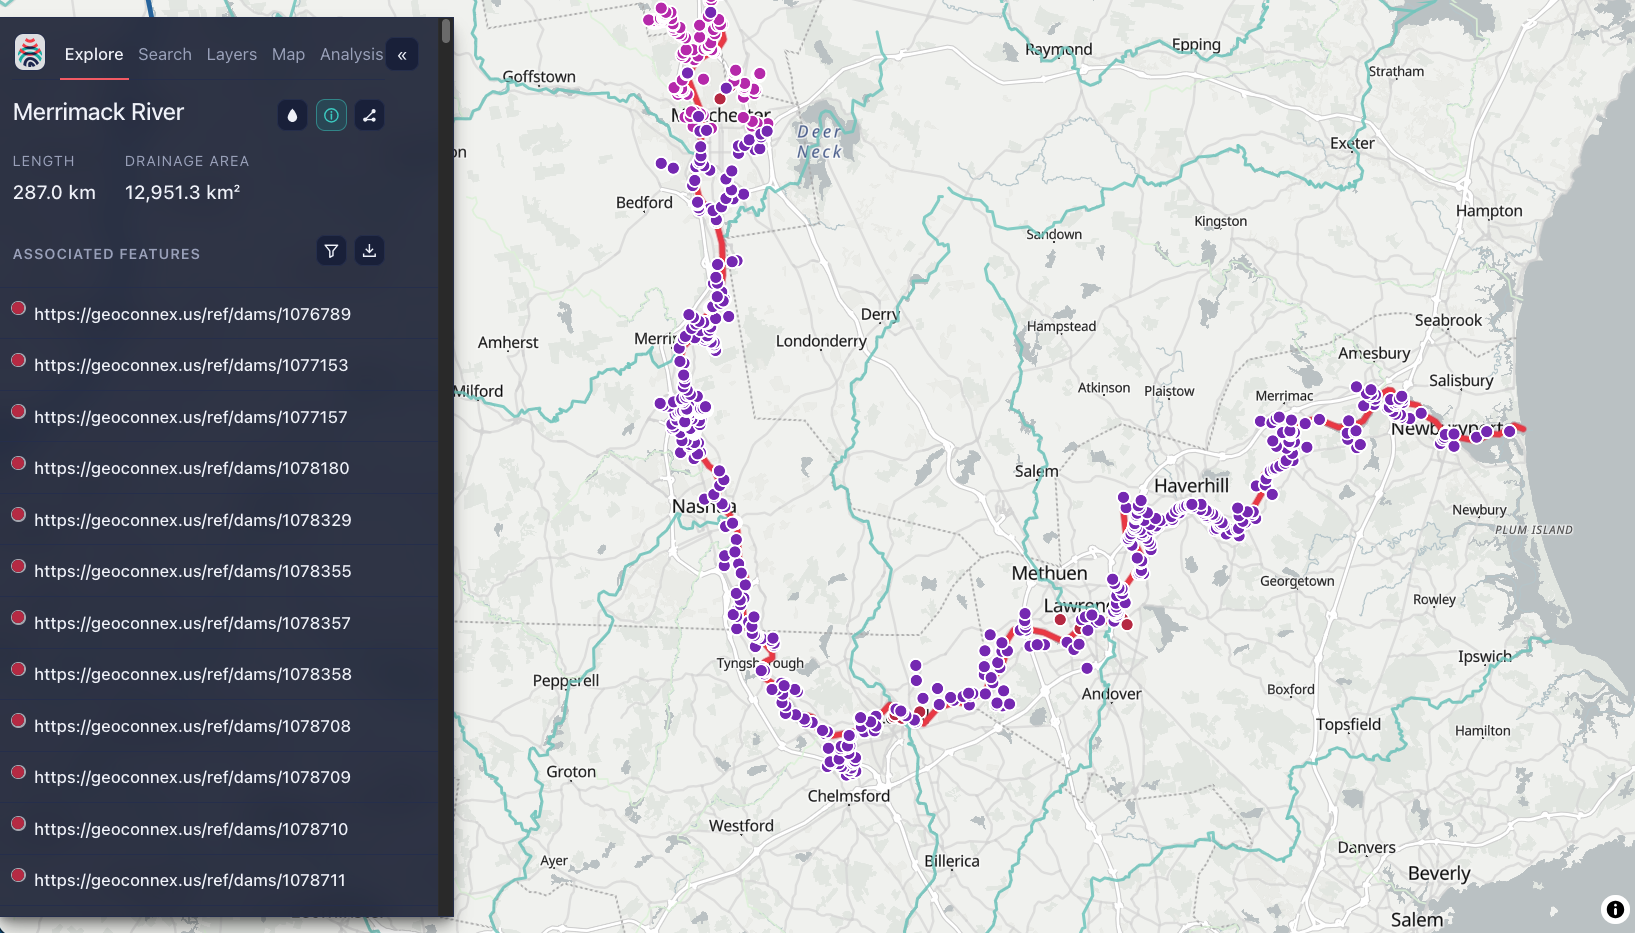 Explore Search Layers Map Analysis «
Merrimack River
LENGTH DRAINAGE AREA
287.0 km 12,951.3 km²
ASSOCIATED FEATURES
https://geoconnex.us/ref/dams/1076789
https://geoconnex.us/ref/dams/1077153
https://geoconnex.us/ref/dams/1077157
https://geoconnex.us/ref/dams/1078180
https://geoconnex.us/ref/dams/1078329
https://geoconnex.us/ref/dams/1078355
https://geoconnex.us/ref/dams/1078357
https://geoconnex.us/ref/dams/1078358
https://geoconnex.us/ref/dams/1078708
https://geoconnex.us/ref/dams/1078709
https://geoconnex.us/ref/dams/1078710
https://geoconnex.us/ref/dams/1078711
Raymond
Epping
Goffstown
Stratham
Deer
Neck
Exeter
Bedford
Hampton
Kingston
Sandown
Derry
Seabrook
Hampstead
Londonderry
Amherst
Amesbury
Salisbury
Atkinson
Plaistow
Milford
Merrimac
Newburyport
Salem
Haverhill
Nashua
Newbury
PLUM ISLAND
Methuen
Georgetown
Rowley
Lawrence
Tyngsborough
Ipswich
Pepperell
Boxford
Andover
Topsfield
Hamilton
Groton
Chelmsford
Westford
Danvers
Ayer
Billerica
Beverly
Salem